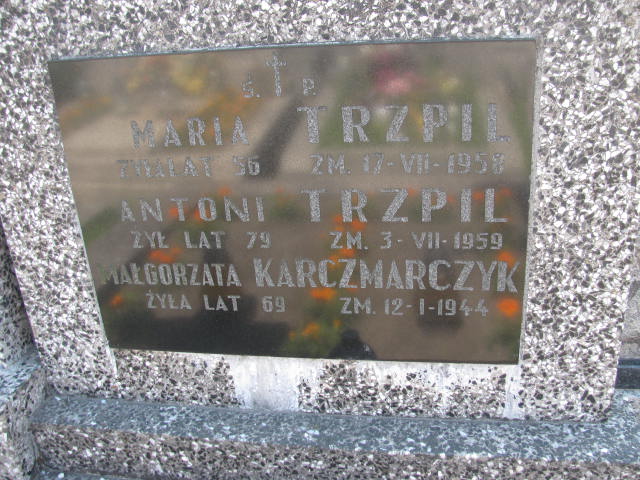 Ś. P.
MARIA TRZPIL
ŻYŁA LAT 56 ZM. 17-VII-1958
ANTONI TRZPIL
ŻYŁ LAT 79 ZM. 3-VII-1959
MAŁGORZATA KARCZMARCZYK
ŻYŁA LAT 69 ZM. 12-I-1944